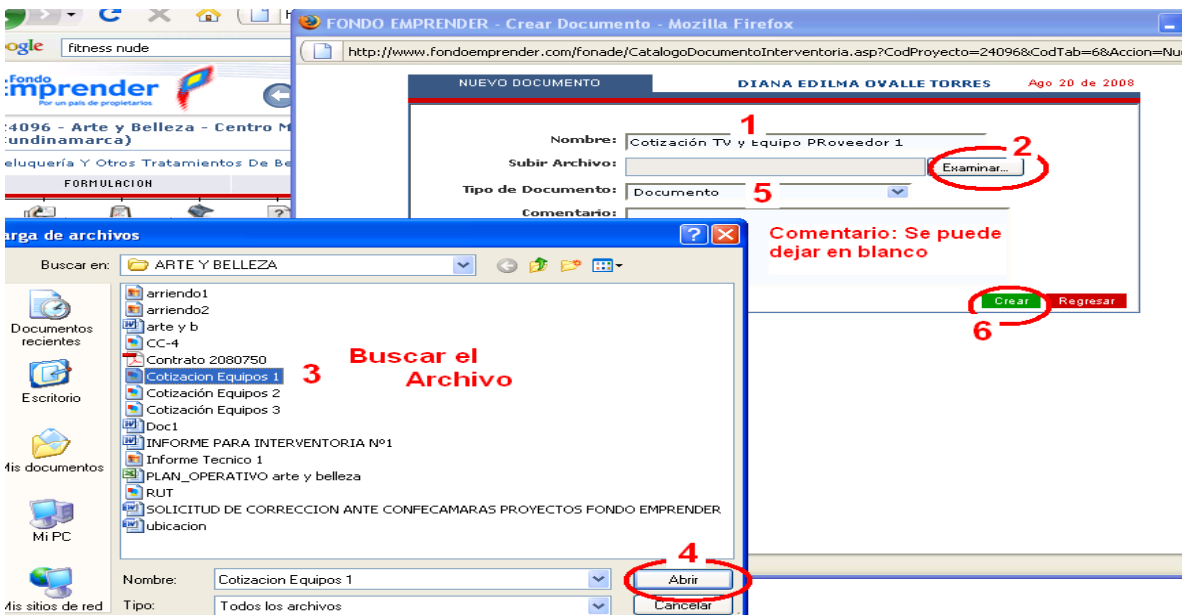 FONDO EMPRENDER - Crear Documento - Mozilla Firefox
ogle fitness nude
http://www.fondoemprender.com/fonade/CatalogoDocumentoInterventoria.asp?CodProyecto=24096&CodTab=6&Accion=Nu
Fondo
emprender
Por un país de propietarios
NUEVO DOCUMENTO DIANA EDILMA OVALLE TORRES Ago 20 de 2008
4096 - Arte y Belleza - Centro M
undinamarca)
eluquería Y Otros Tratamientos De Be
FORMULACION
1
Nombre: Cotización TV y Equipo PRoveedor 1
2
Subir Archivo: Examinar...
Tipo de Documento: Documento 5
Comentario:
Comentario: Se puede
dejar en blanco
Crear Regresar
6
arga de archivos
Buscar en: ARTE Y BELLEZA
Documentos
recientes
Escritorio
Mis documentos
Mi PC
Mis sitios de red
arriendo1
arriendo2
arte y b
CC-4
Contrato 2080750
Cotizacion Equipos 1
Cotización Equipos 2
Cotización Equipos 3
Doc1
INFORME PARA INTERVENTORIA Nº1
Informe Tecnico 1
PLAN_OPERATIVO arte y belleza
RUT
SOLICITUD DE CORRECCION ANTE CONFECAMARAS PROYECTOS FONDO EMPRENDER
ubicacion
3 Buscar el
Archivo
4
Nombre: Cotizacion Equipos 1 Abrir
Tipo: Todos los archivos Cancelar